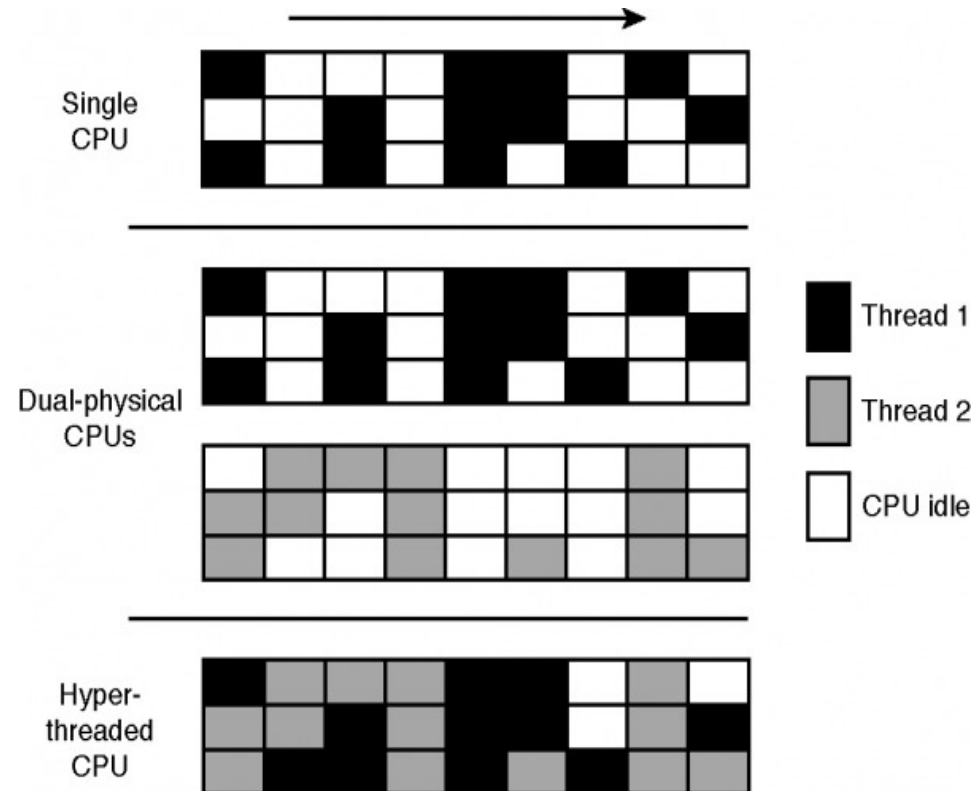 Single
CPU
Dual-physical
CPUs
Thread 1
Thread 2
CPU idle
Hyper-
threaded
CPU